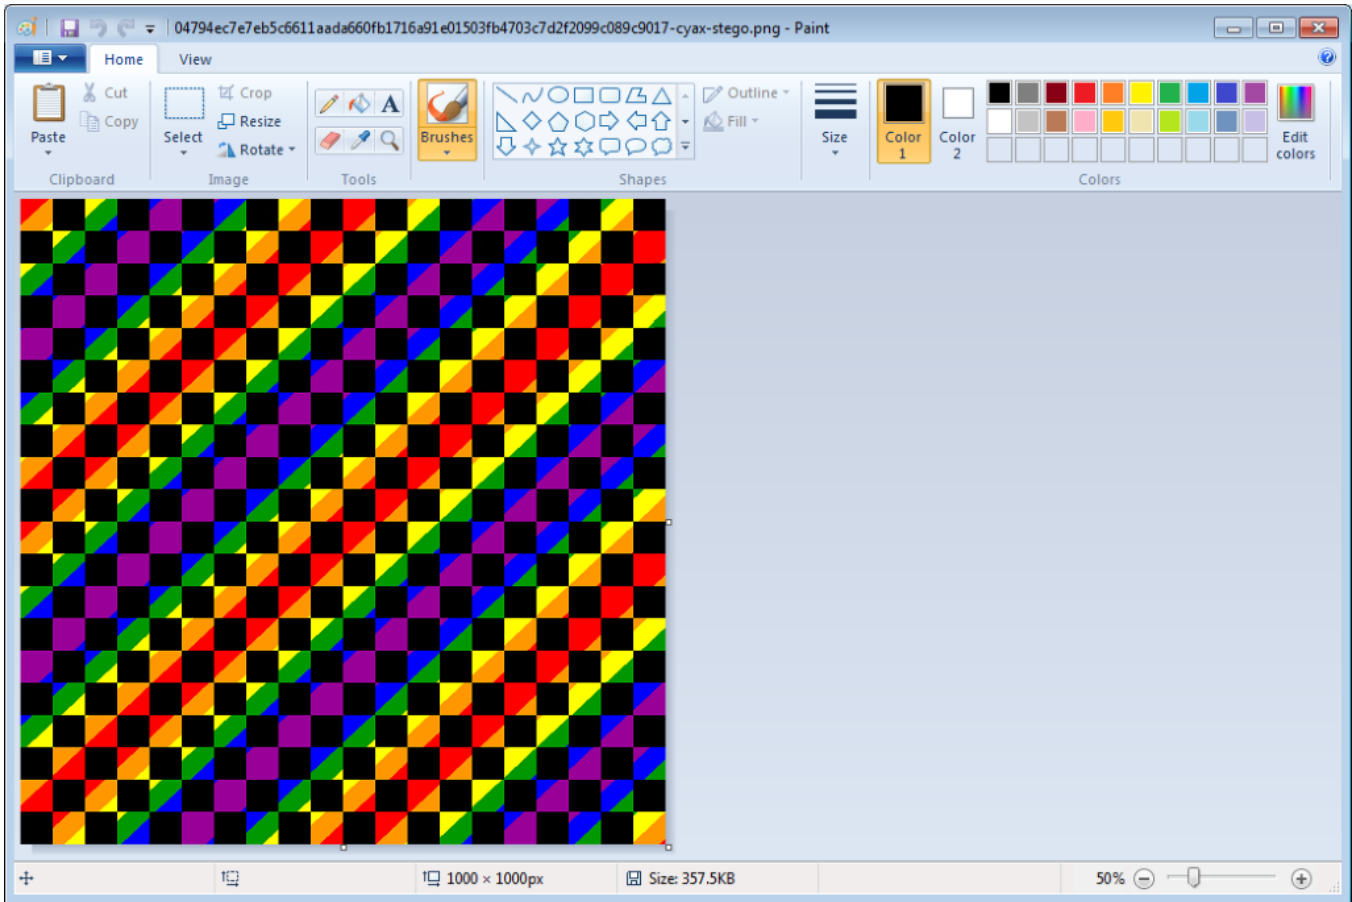 04794ec7e7eb5c6611aada660fb1716a91e01503fb4703c7d2f2099c089c9017-cyax-stego.png - Paint
Home View
Paste
Cut
Copy
Clipboard
Select
Crop
Resize
Rotate
Image
A
Tools
Brushes
Outline
Fill
Shapes
Size
Color 1
Color 2
Edit colors
Colors
1000 × 1000px
Size: 357.5KB
50%